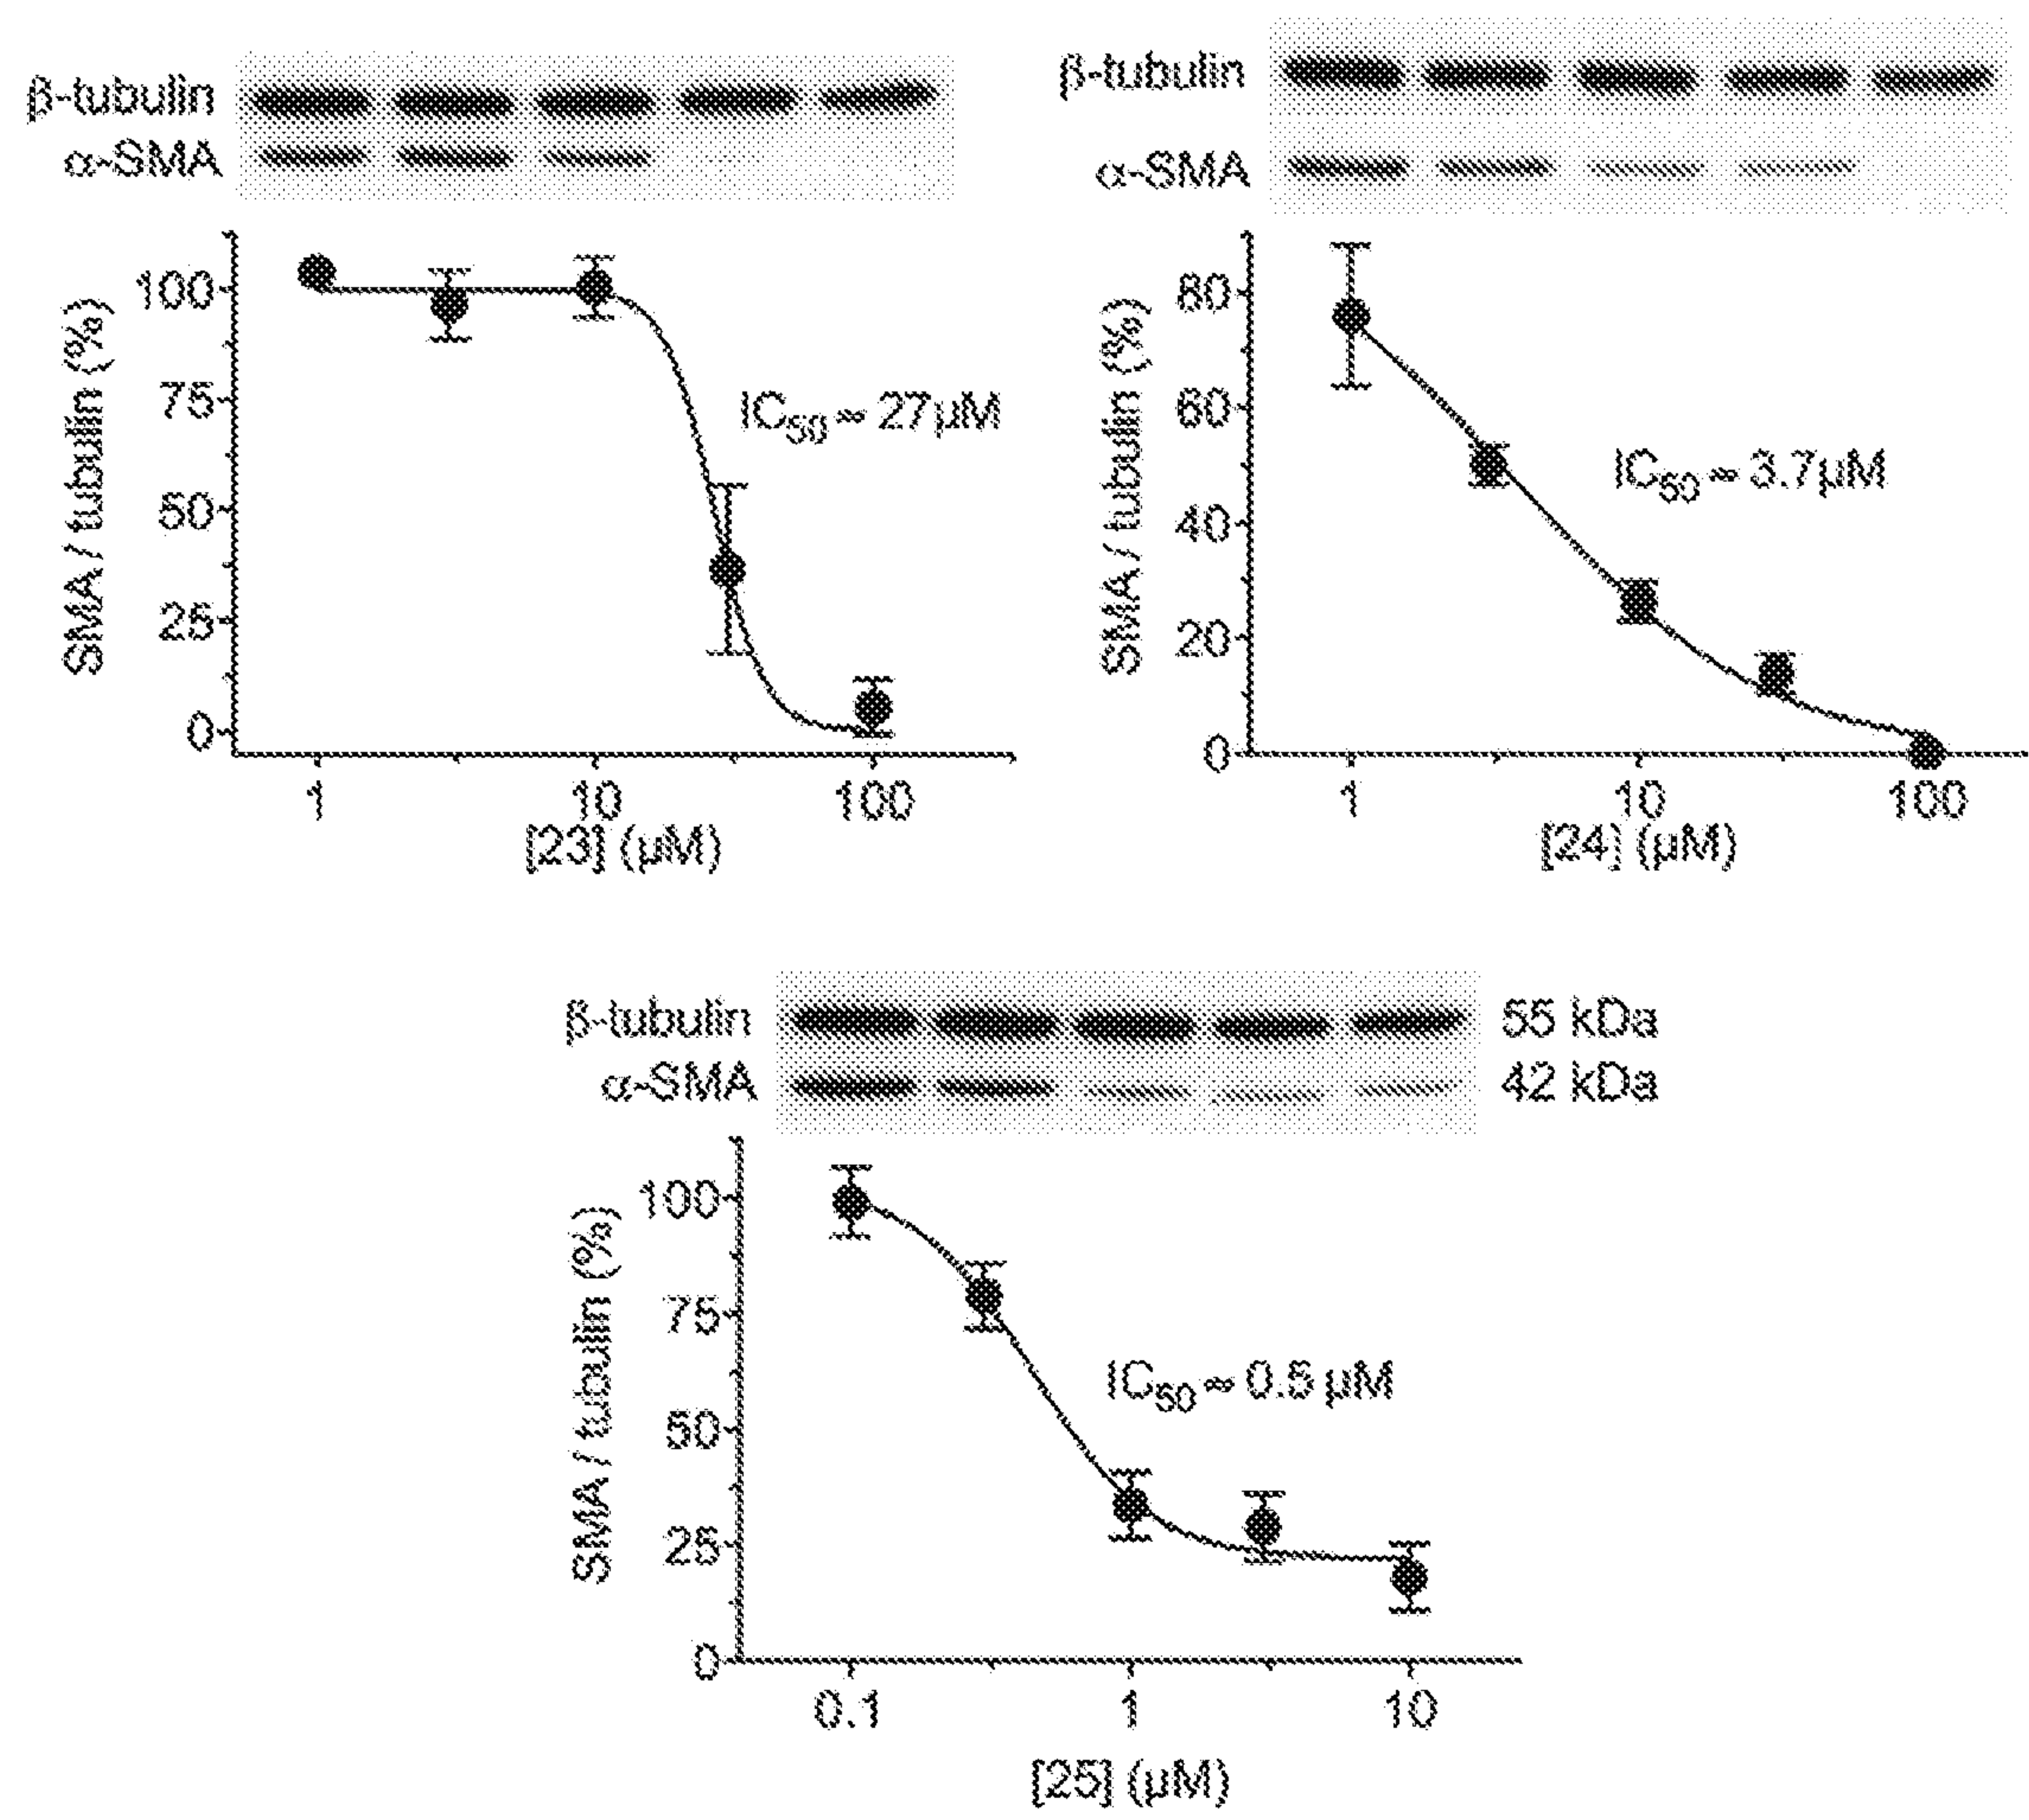 β-tubulin
α-SMA
SMA / tubulin (%)
100
75
50
25
0
IC50 ≈ 27μM
1 10 100
[23] (μM)
β-tubulin
α-SMA
SMA / tubulin (%)
80
60
40
20
0
IC50 ≈ 3.7μM
1 10 100
[24] (μM)
β-tubulin 55 kDa
α-SMA 42 kDa
SMA / tubulin (%)
100
75
50
25
0
IC50 ≈ 0.5 μM
0.1 1 10
[25] (μM)